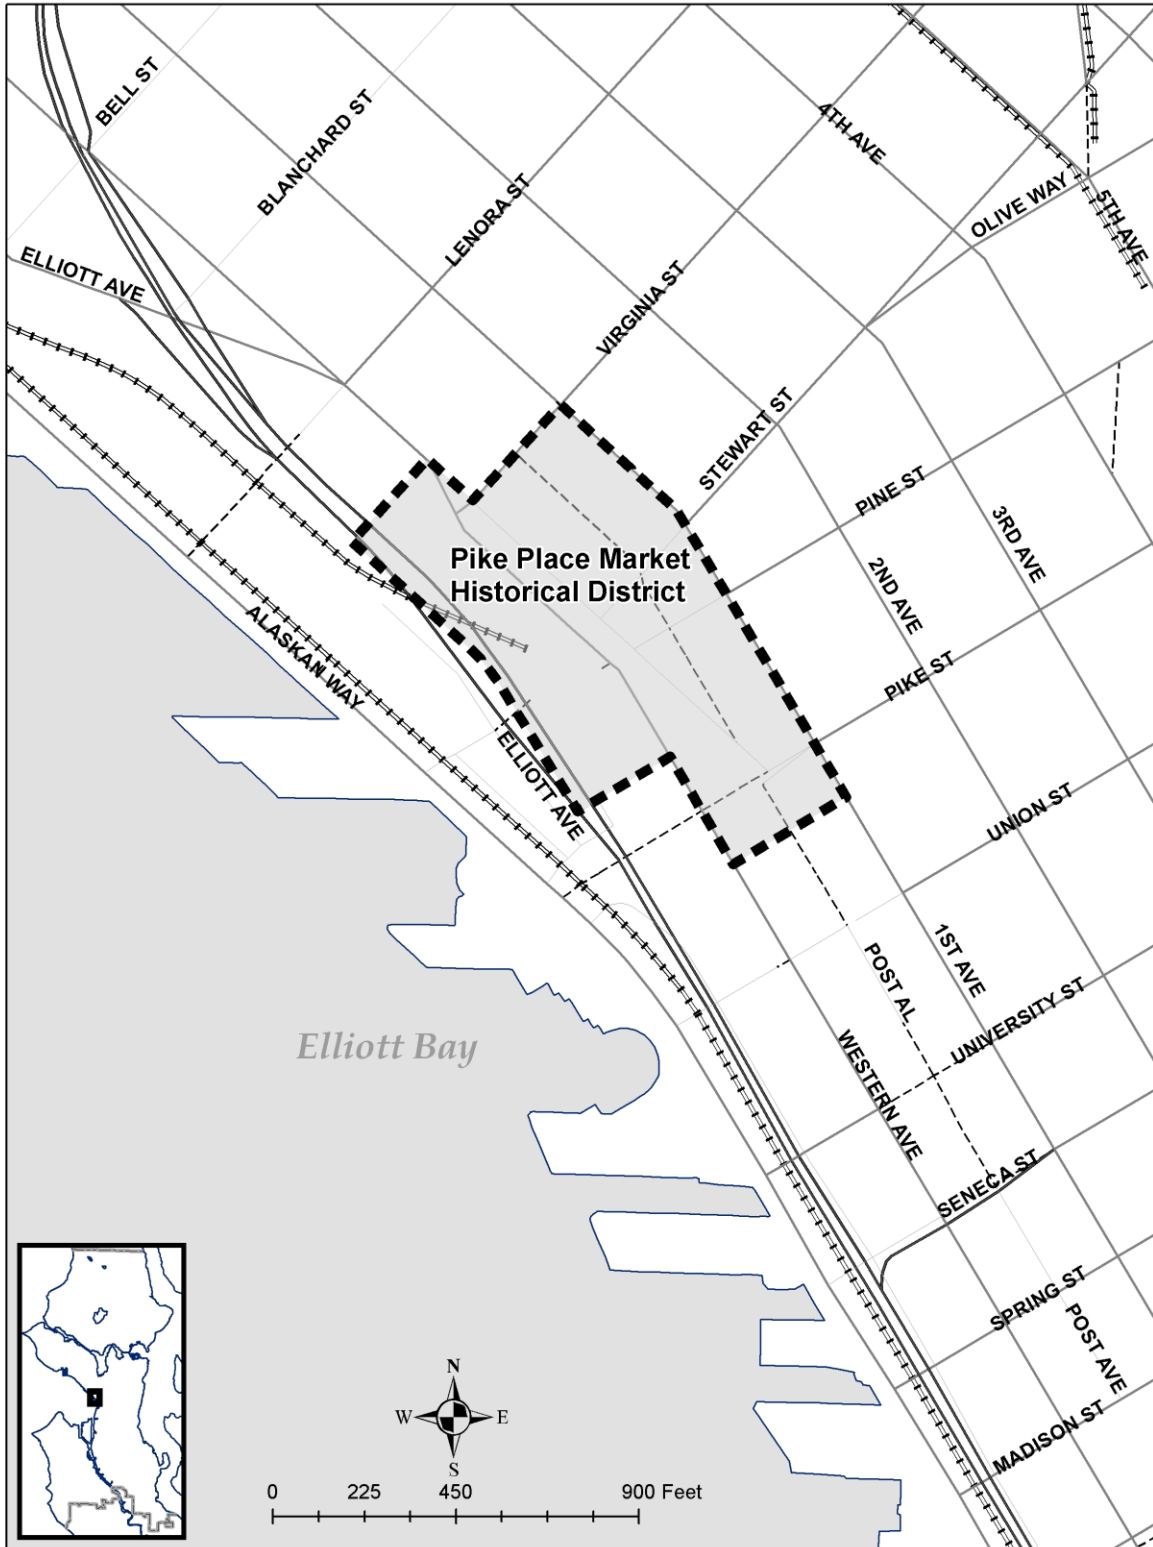 BELL ST
BLANCHARD ST
LENORA ST
4TH AVE
OLIVE WAY
5TH AVE
ELLIOTT AVE
VIRGINIA ST
STEWART ST
PINE ST
3RD AVE
2ND AVE
Pike Place Market
Historical District
ALASKAN WAY
PIKE ST
ELLIOTT AVE
UNION ST
1ST AVE
POST AL
UNIVERSITY ST
Elliott Bay
WESTERN AVE
SENECA ST
SPRING ST
POST AVE
MADISON ST
N
W
E
S
0 225 450 900 Feet